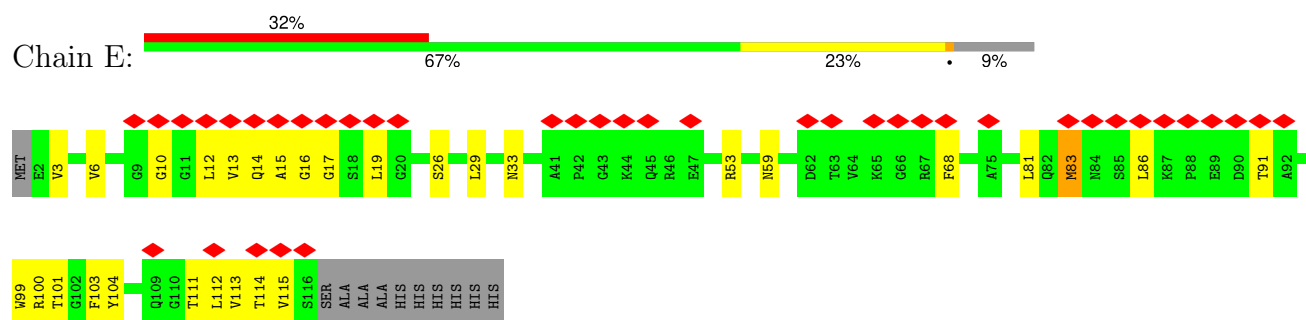 32%
Chain E:
67% 23% • 9%
MET E2 V3 V6 G9 G10 G11 L12 V13 Q14 A15 G16 G17 S18 L19 G20 S26 L29 N33 A41 P42 G43 K44 Q45 E47 R53 N59 D62 T63 V64 K65 G66 R67 F68 A75 L81 Q82 M83 N84 S85 L86 K87 P88 E89 D90 T91 A92
W99 R100 T101 G102 F103 Y104 Q109 G110 T111 L112 V113 T114 V115 S116 SER ALA ALA ALA HIS HIS HIS HIS HIS HIS